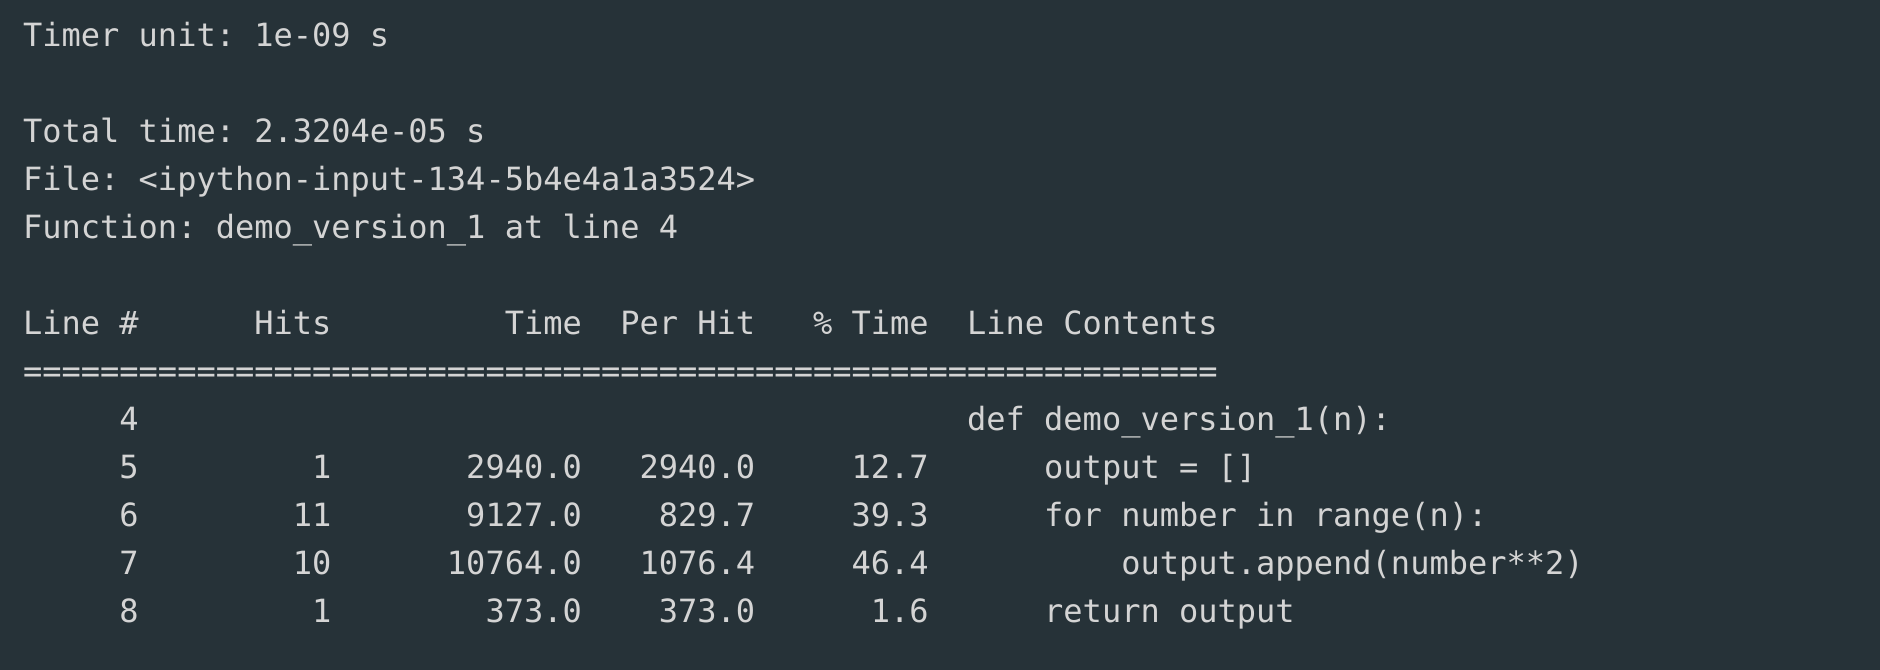 Timer unit: 1e-09 s

Total time: 2.3204e-05 s
File: <ipython-input-134-5b4e4a1a3524>
Function: demo_version_1 at line 4

Line #      Hits         Time  Per Hit   % Time  Line Contents
==============================================================
     4                                           def demo_version_1(n):
     5         1       2940.0   2940.0     12.7      output = []
     6        11       9127.0    829.7     39.3      for number in range(n):
     7        10      10764.0   1076.4     46.4          output.append(number**2)
     8         1        373.0    373.0      1.6      return output